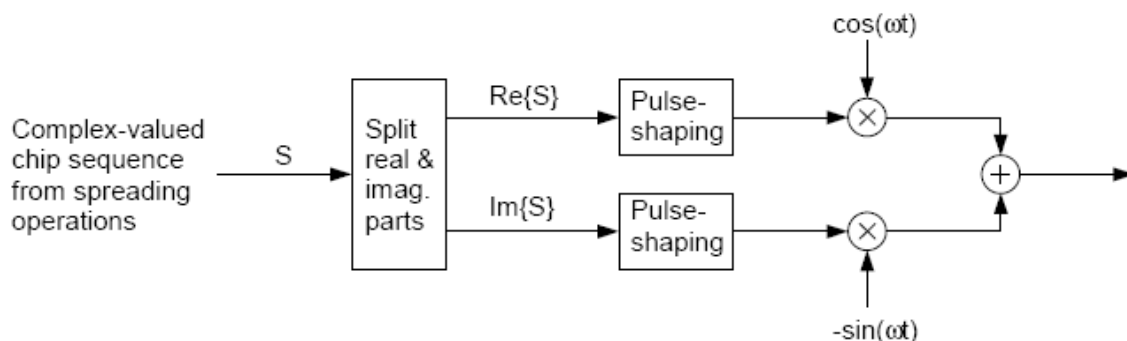 cos(ωt)
Complex-valued
chip sequence
from spreading
operations
S
Split
real &
imag.
parts
Re{S}
Pulse-
shaping
×
+
Im{S}
Pulse-
shaping
×
-sin(ωt)